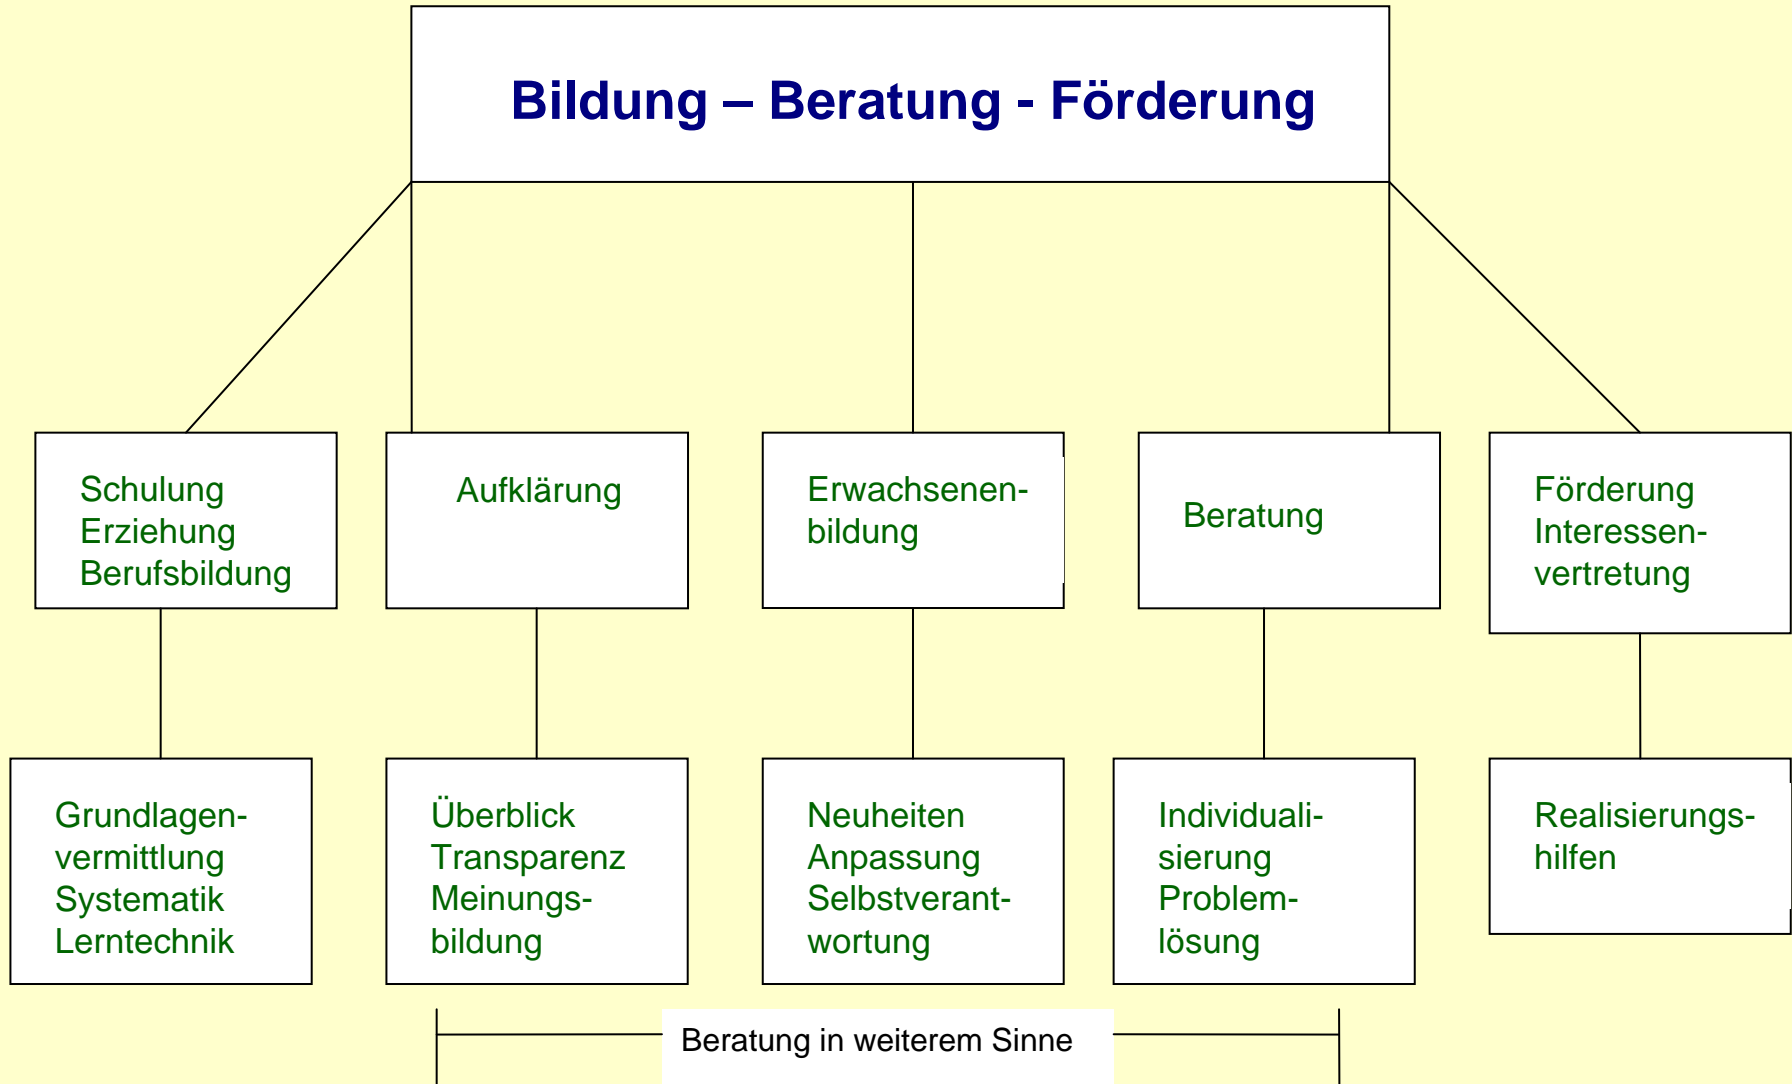 Bildung – Beratung - Förderung
Schulung
Erziehung
Berufsbildung
Aufklärung
Erwachsenen-
bildung
Beratung
Förderung
Interessen-
vertretung
Grundlagen-
vermittlung
Systematik
Lerntechnik
Überblick
Transparenz
Meinungs-
bildung
Neuheiten
Anpassung
Selbstverant-
wortung
Individuali-
sierung
Problem-
lösung
Realisierungs-
hilfen
Beratung in weiterem Sinne